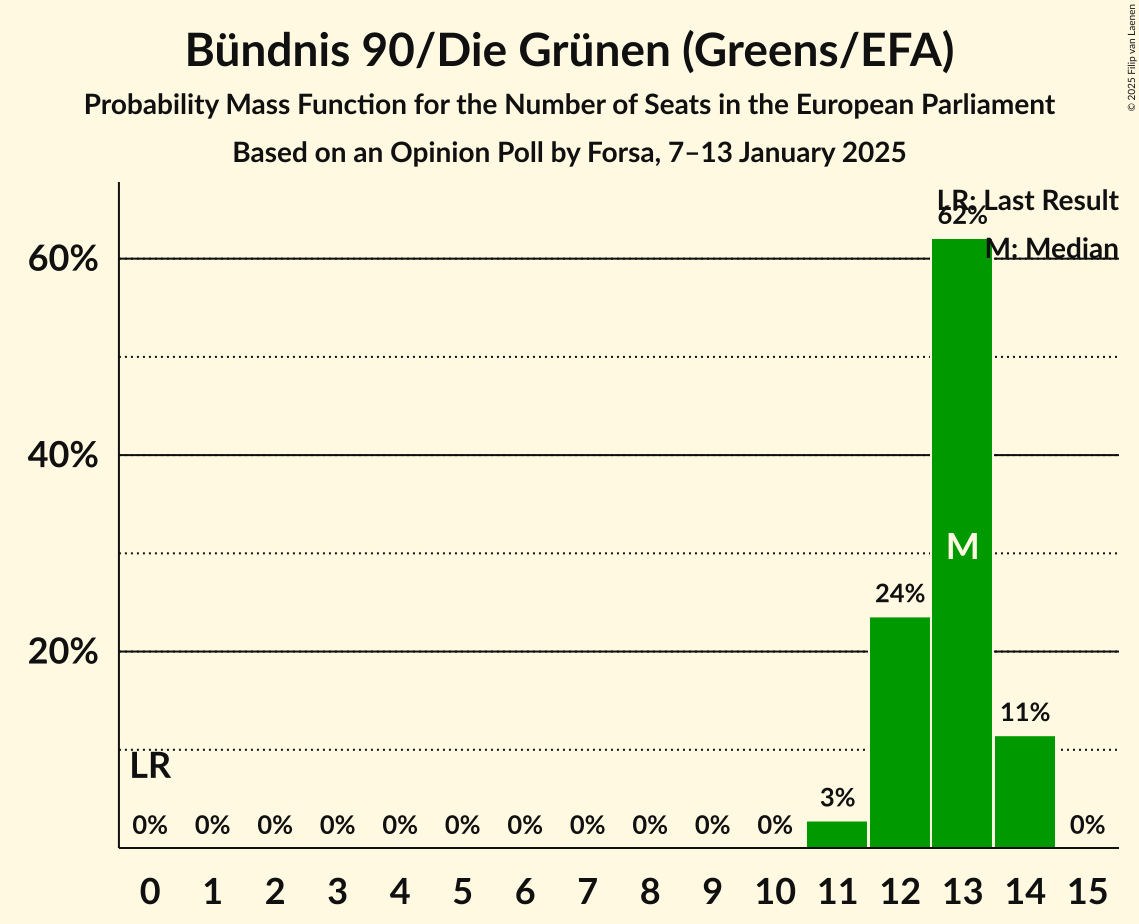 Bündnis 90/Die Grünen (Greens/EFA)
Probability Mass Function for the Number of Seats in the European Parliament
Based on an Opinion Poll by Forsa, 7–13 January 2025
© 2025 Filip van Laenen
LR: Last Result
M: Median
62%
60%
40%
M
24%
20%
11%
LR
3%
0% 0% 0% 0% 0% 0% 0% 0% 0% 0% 0% 0%
0 1 2 3 4 5 6 7 8 9 10 11 12 13 14 15